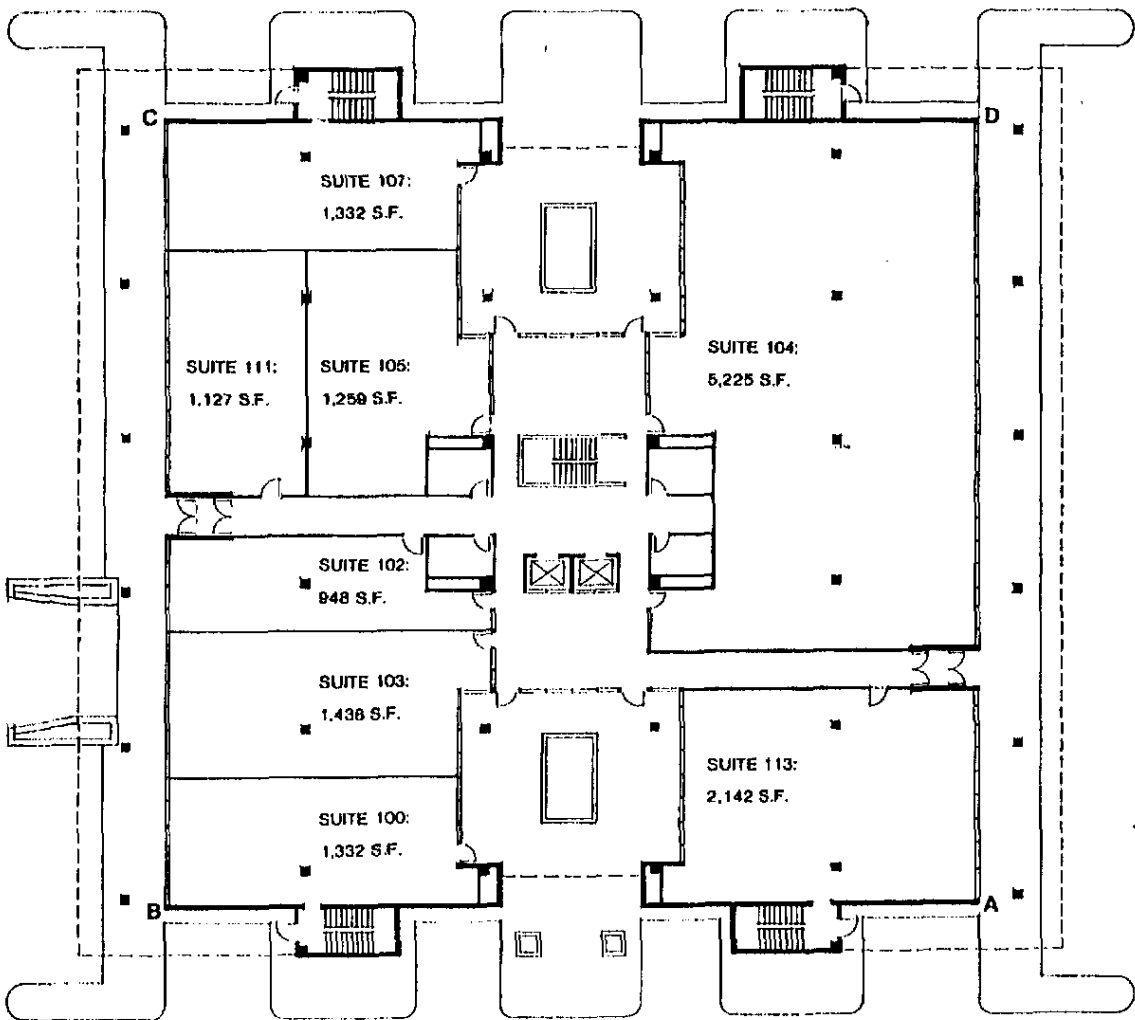 C
D
SUITE 107:
1,332 S.F.
SUITE 104:
5,225 S.F.
SUITE 111:
1,127 S.F.
SUITE 105:
1,259 S.F.
SUITE 102:
948 S.F.
SUITE 103:
1,438 S.F.
SUITE 113:
2,142 S.F.
SUITE 100:
1,332 S.F.
B
A